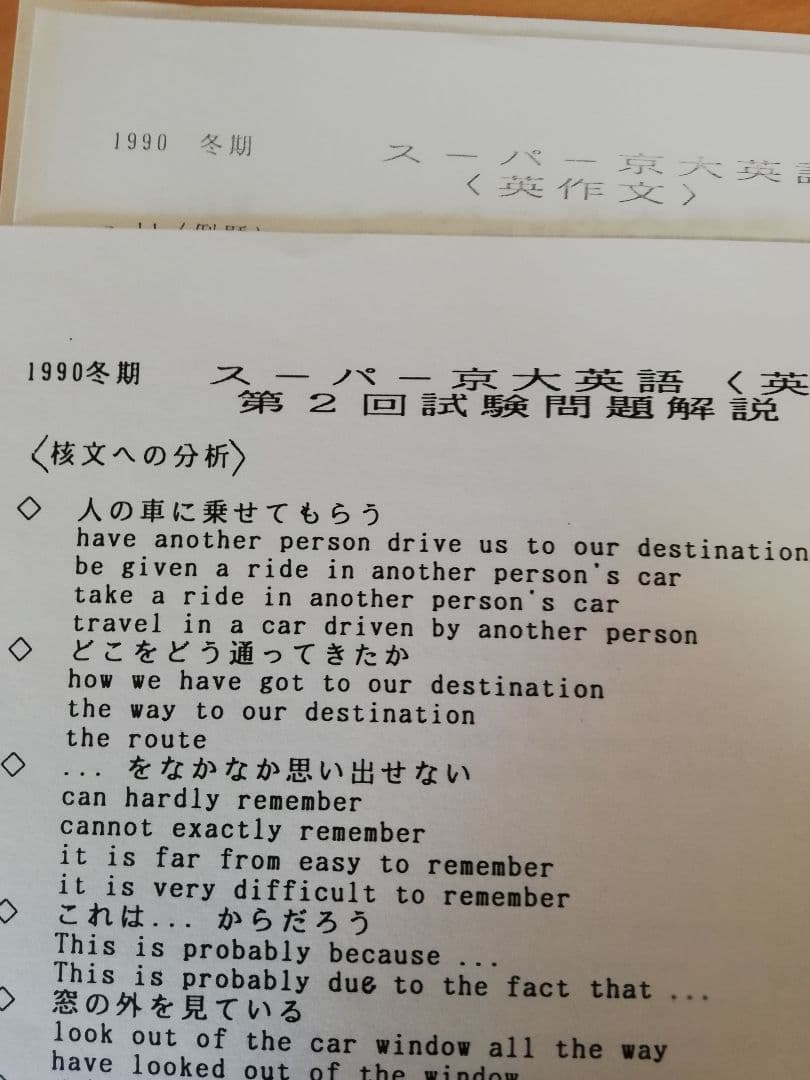 1990 冬期 スーパー京大英語
〈英作文〉
1990冬期 スーパー京大英語〈英
第2回試験問題解説
〈核文への分析〉
◇ 人の車に乗せてもらう
have another person drive us to our destination
be given a ride in another person's car
take a ride in another person's car
travel in a car driven by another person
◇ どこをどう通ってきたか
how we have got to our destination
the way to our destination
the route
◇ ... をなかなか思い出せない
can hardly remember
cannot exactly remember
it is far from easy to remember
it is very difficult to remember
◇ これは... からだろう
This is probably because ...
This is probably due to the fact that ...
◇ 窓の外を見ている
look out of the car window all the way
have looked out of the window